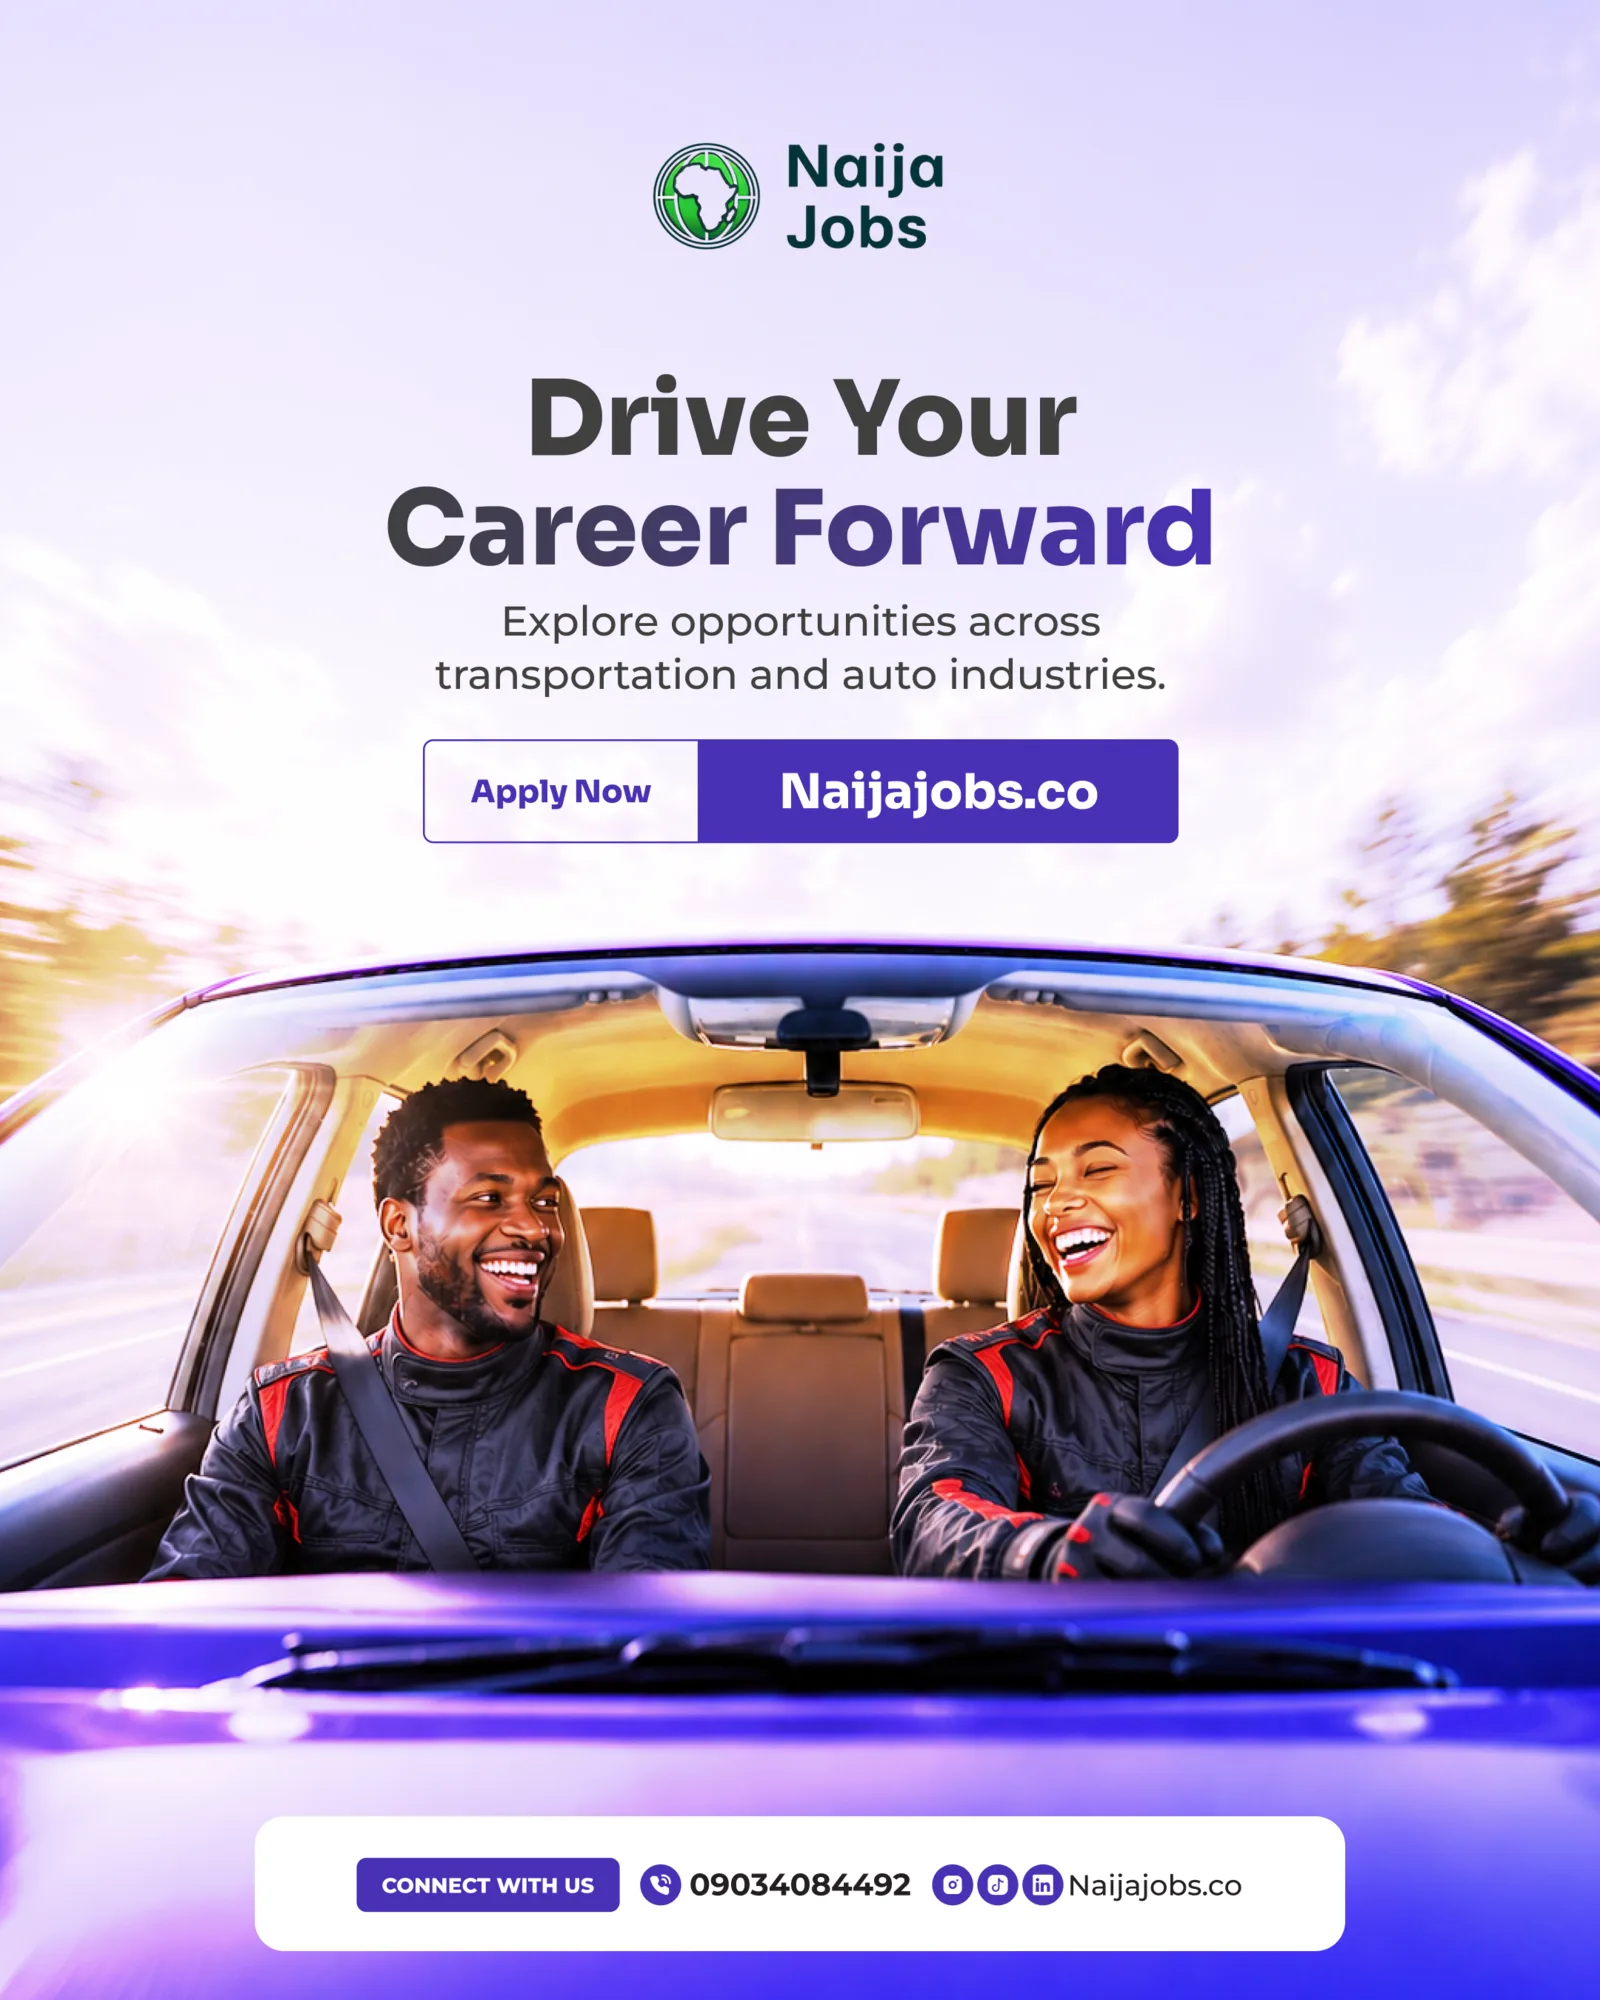 Naija
Jobs
Drive Your
Career Forward
Explore opportunities across
transportation and auto industries.
Apply Now
Naijajobs.co
CONNECT WITH US
09034084492
in
Naijajobs.co